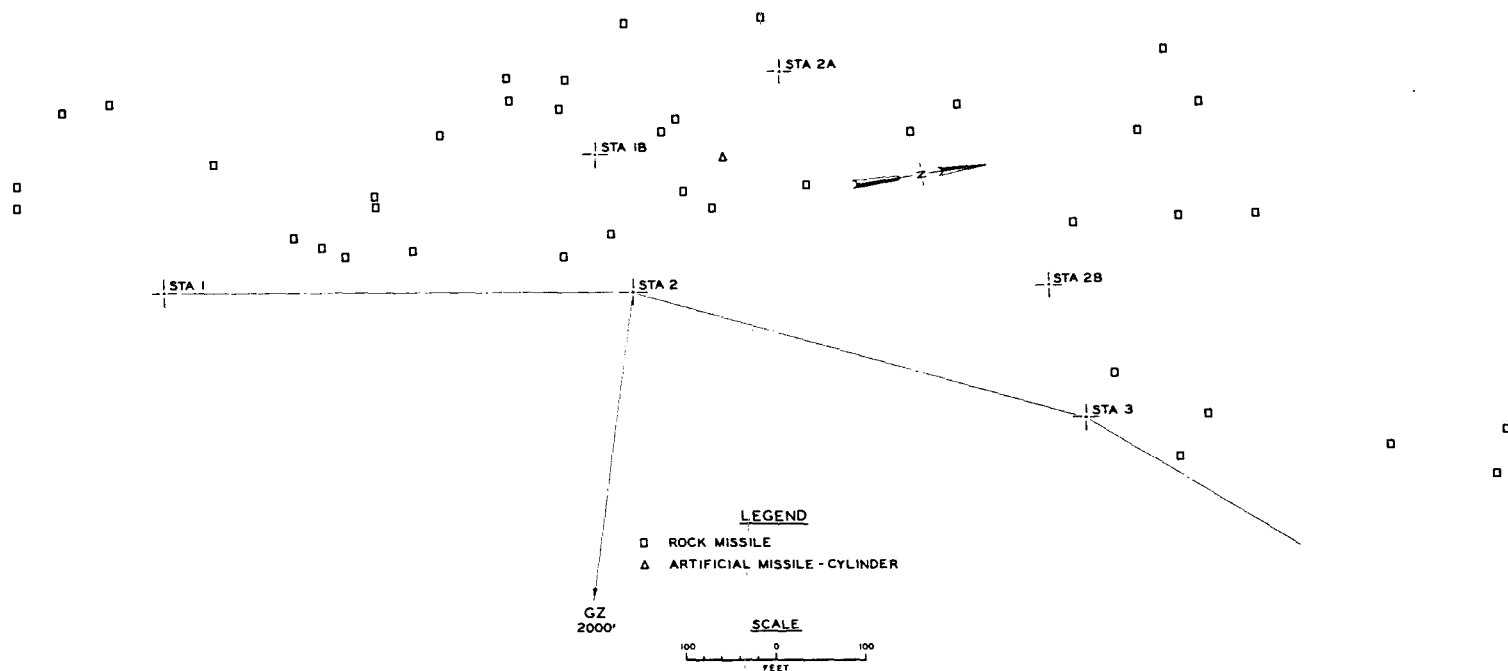 STA 2A
STA 1B
N
STA 2B
STA 1
STA 2
STA 3
LEGEND
ROCK MISSILE
ARTIFICIAL MISSILE - CYLINDER
GZ
2000'
SCALE
100 0 100
FEET